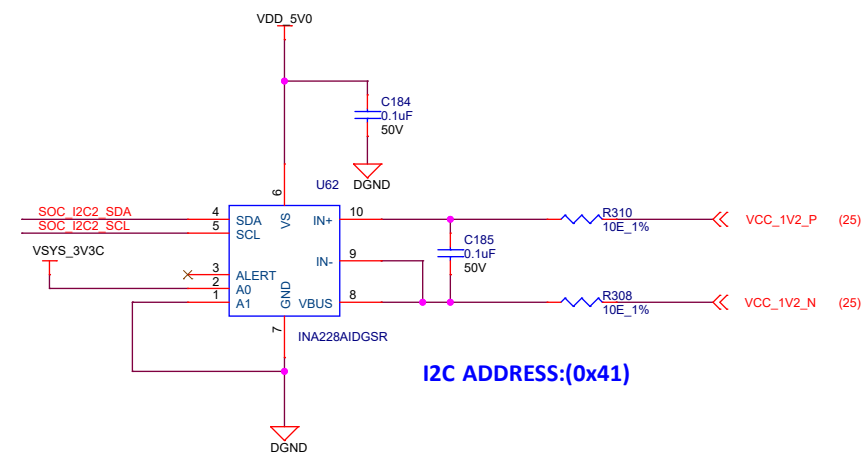 VDD_5V0
C184
0.1uF
50V
DGND
U62
6
VS
SOC_I2C2_SDA 4 SDA IN+ 10 R310 VCC_1V2_P (25)
SOC_I2C2_SCL 5 SCL 10E_1%
VSYS_3V3C
C185
0.1uF
50V
IN- 9
3 ALERT
2 A0
1 A1 GND VBUS 8 R308 VCC_1V2_N (25)
10E_1%
7
INA228AIDGSR
I2C ADDRESS:(0x41)
DGND